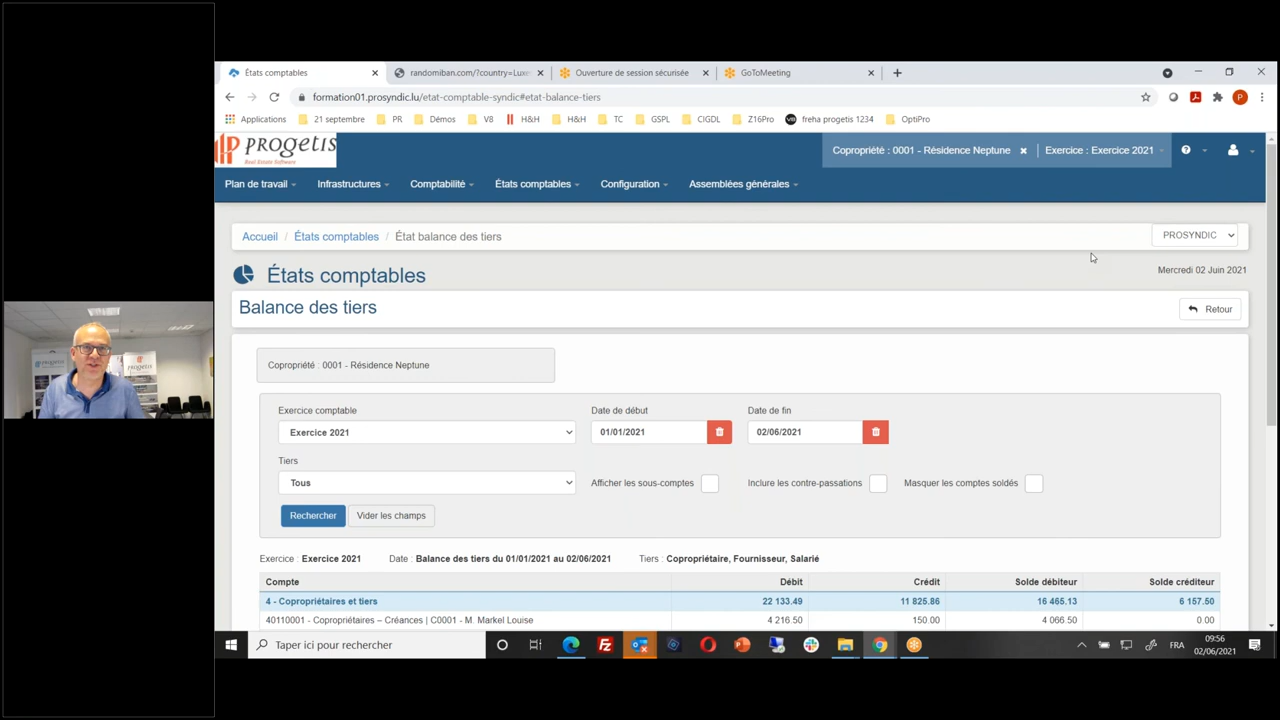 États comptables
randomiban.com/?country=Luxe
Ouverture de session sécurisée
GoToMeeting
formation01.prosyndic.lu/etat-comptable-syndic#etat-balance-tiers
P
Applications 21 septembre PR Démos V8 H&H H&H TC GSPL CIGDL Z16Pro freha progetis 1234 OptiPro
PROGETIS
Real Estate Software
Copropriété : 0001 - Résidence Neptune Exercice : Exercice 2021
Plan de travail Infrastructures Comptabilité États comptables Configuration Assemblées générales
Accueil / États comptables / État balance des tiers
PROSYNDIC
États comptables
Mercredi 02 Juin 2021
Balance des tiers
Retour
Copropriété : 0001 - Résidence Neptune
Exercice comptable Date de début Date de fin
Exercice 2021 01/01/2021 02/06/2021
Tiers
Tous Afficher les sous-comptes Inclure les contre-passations Masquer les comptes soldés
Rechercher Vider les champs
Exercice : Exercice 2021 Date : Balance des tiers du 01/01/2021 au 02/06/2021 Tiers : Copropriétaire, Fournisseur, Salarié
Compte Débit Crédit Solde débiteur Solde créditeur
4 - Copropriétaires et tiers 22 133.49 11 825.86 16 465.13 6 157.50
40110001 - Copropriétaires – Créances | C0001 - M. Markel Louise 4 216.50 150.00 4 066.50 0.00
Taper ici pour rechercher
FRA
09:56
02/06/2021